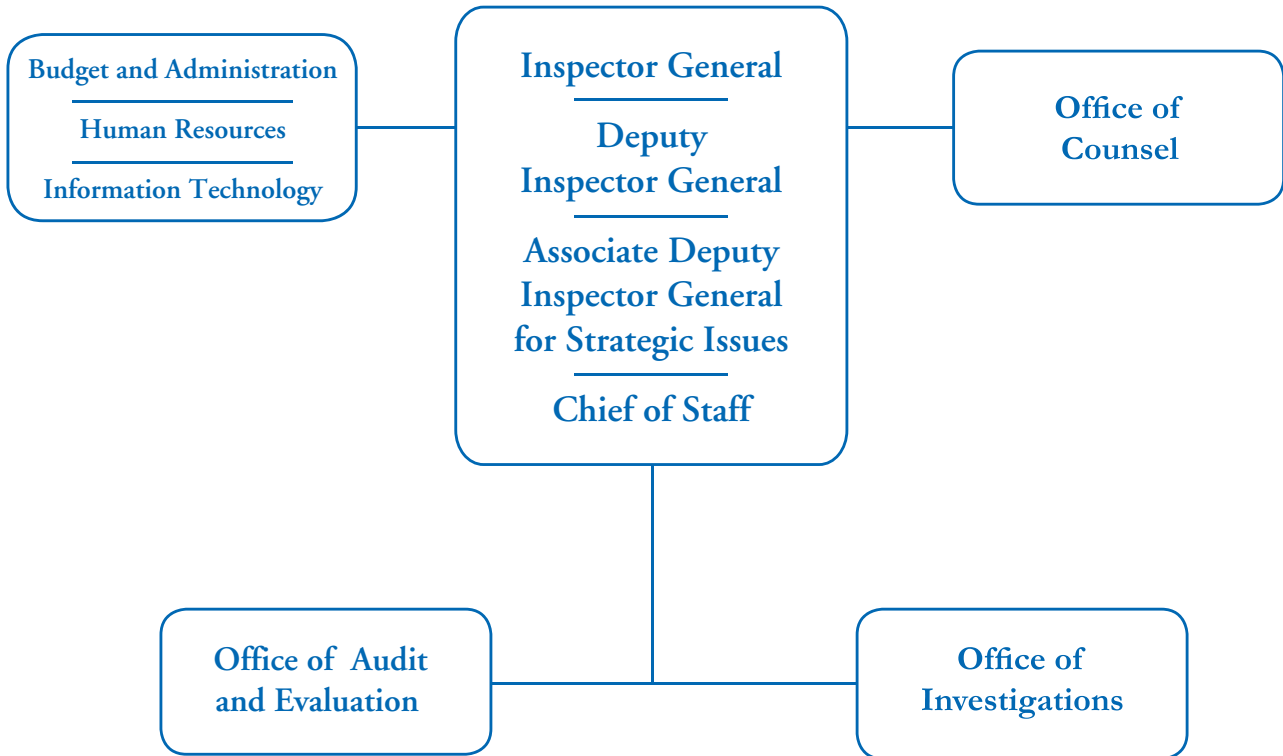 Budget and Administration
Human Resources
Information Technology
Inspector General
Deputy
Inspector General
Associate Deputy
Inspector General
for Strategic Issues
Chief of Staff
Office of
Counsel
Office of Audit
and Evaluation
Office of
Investigations